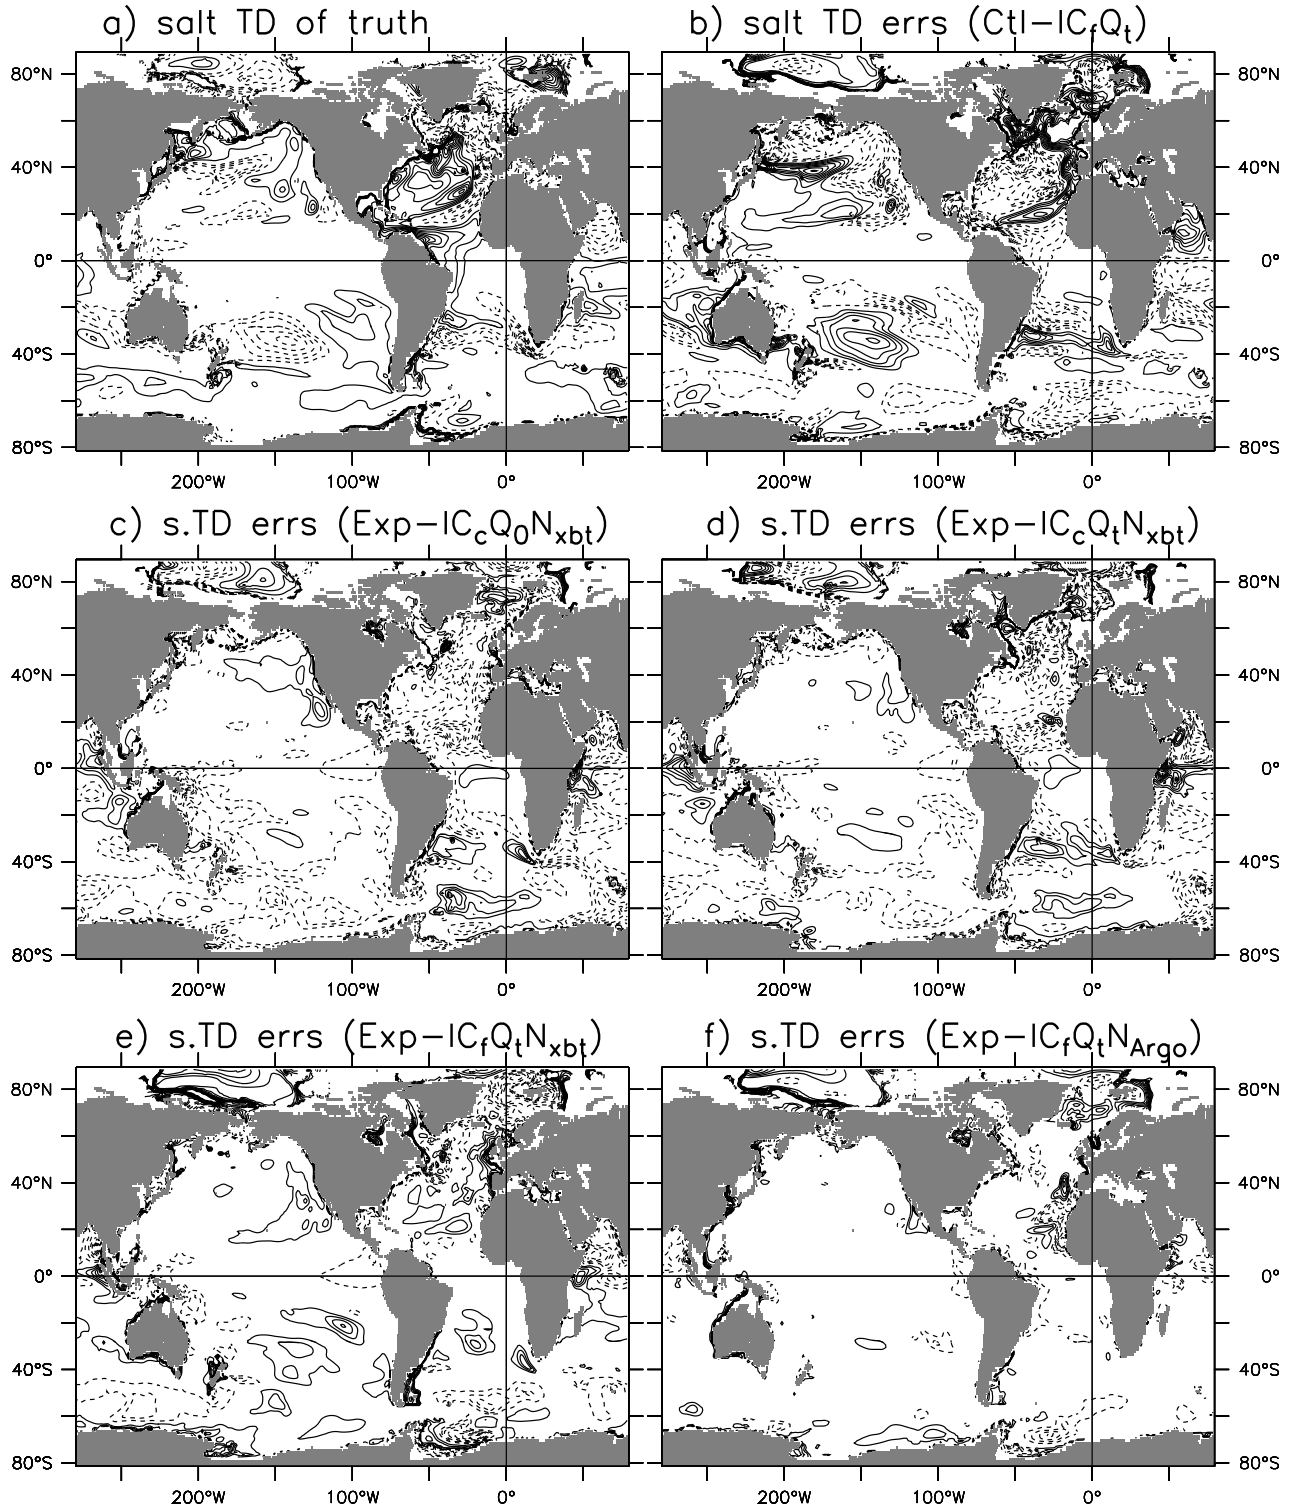 a) salt TD of truth
b) salt TD errs (Ctl-IC_fQ_t)
80°N
40°N
0°
40°S
80°S
80°N
40°N
0°
40°S
80°S
200°W 100°W 0°
200°W 100°W 0°
c) s.TD errs (Exp-IC_cQ_0N_xbt)
d) s.TD errs (Exp-IC_cQ_tN_xbt)
80°N
40°N
0°
40°S
80°S
80°N
40°N
0°
40°S
80°S
200°W 100°W 0°
200°W 100°W 0°
e) s.TD errs (Exp-IC_fQ_tN_xbt)
f) s.TD errs (Exp-IC_fQ_tN_Argo)
80°N
40°N
0°
40°S
80°S
80°N
40°N
0°
40°S
80°S
200°W 100°W 0°
200°W 100°W 0°